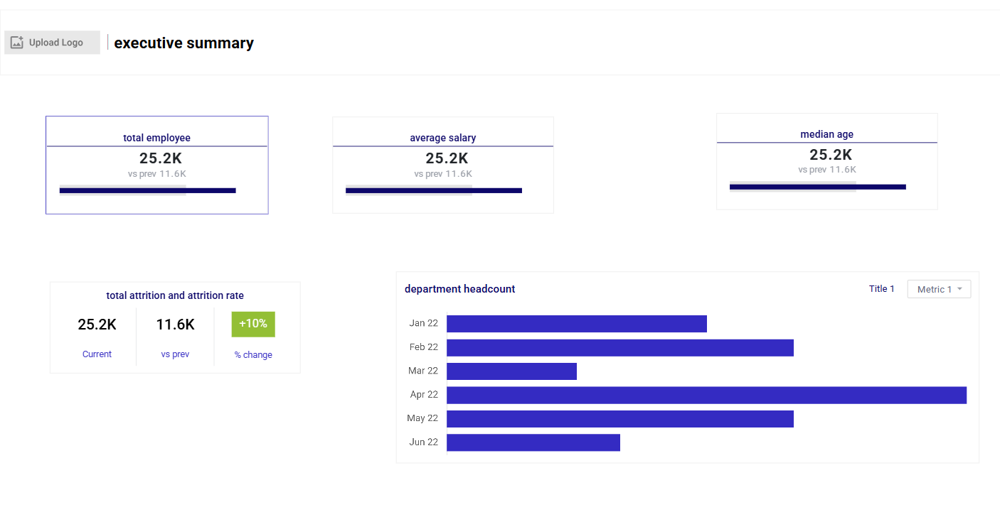 Upload Logo
executive summary
total employee
25.2K
vs prev 11.6K
average salary
25.2K
vs prev 11.6K
median age
25.2K
vs prev 11.6K
total attrition and attrition rate
25.2K
11.6K
+10%
Current
vs prev
% change
department headcount
Title 1
Metric 1
Jan 22
Feb 22
Mar 22
Apr 22
May 22
Jun 22